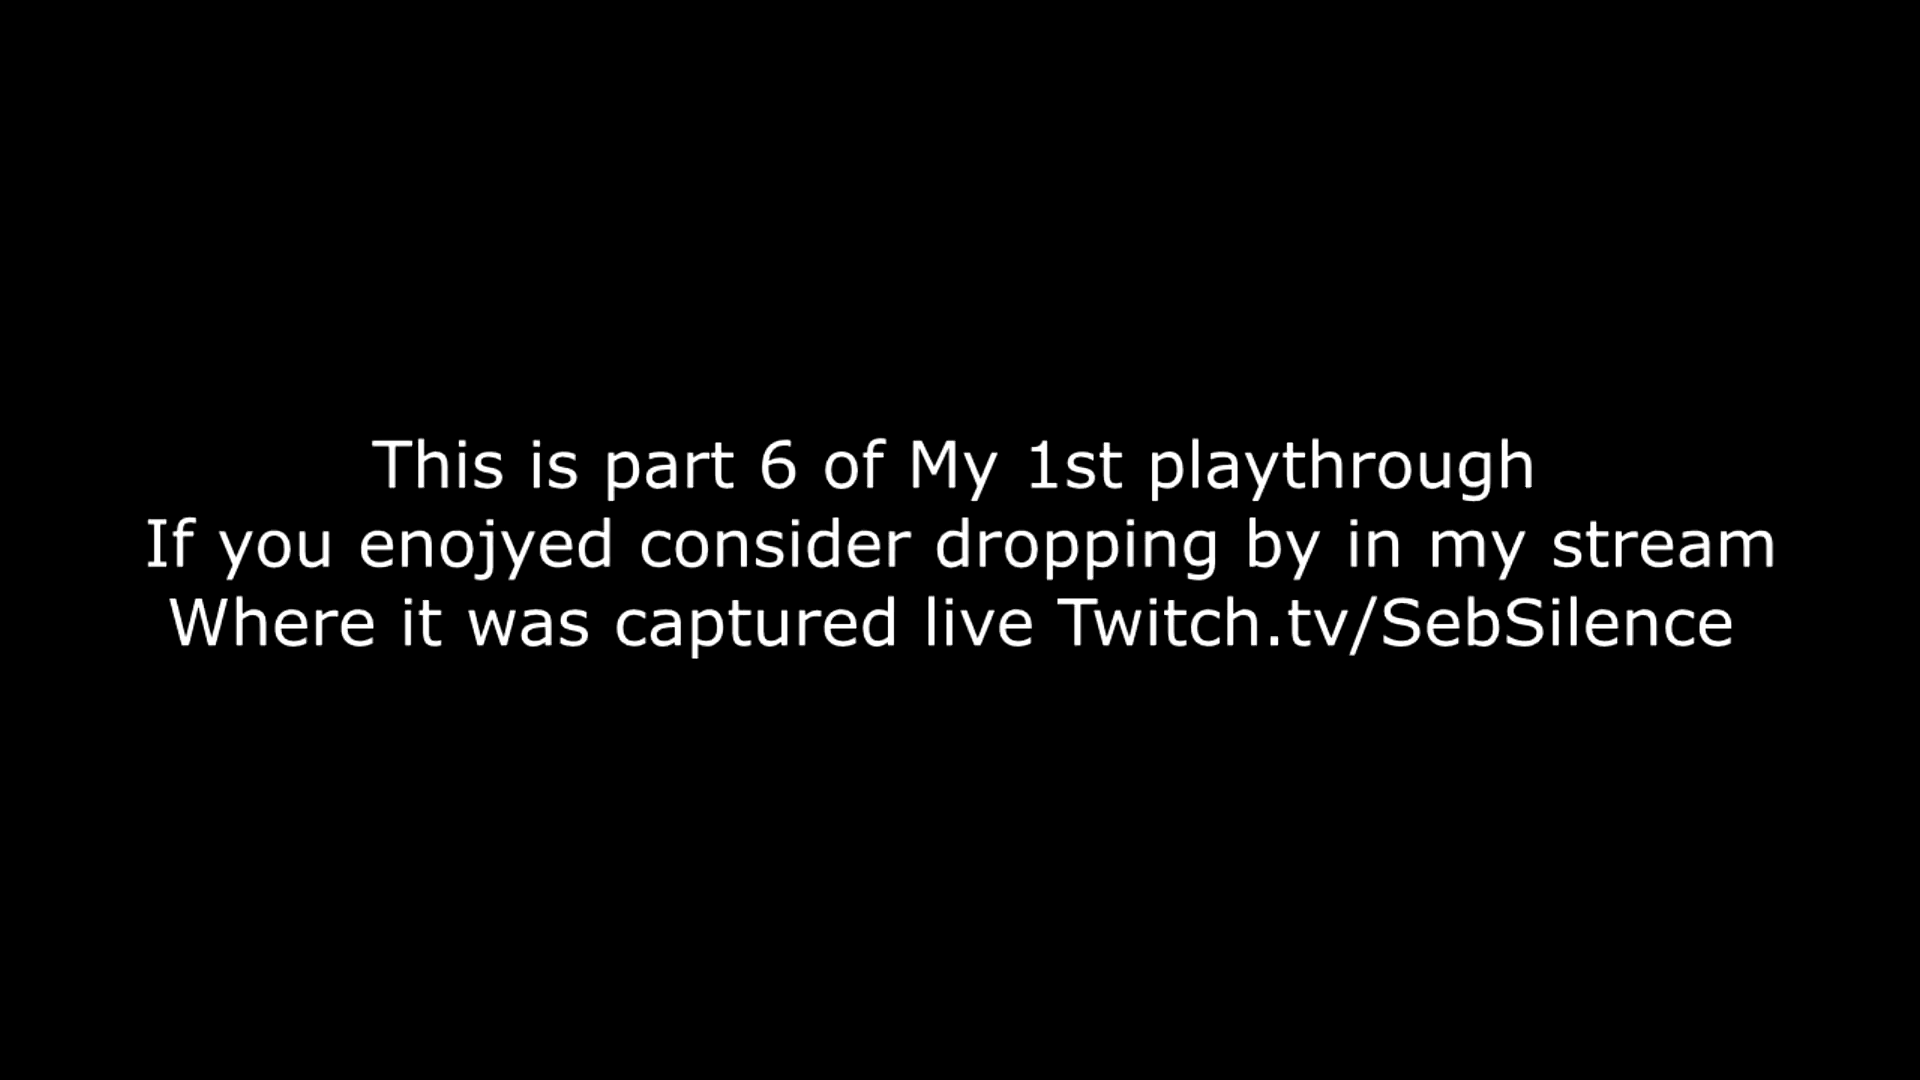 This is part 6 of My 1st playthrough
If you enojyed consider dropping by in my stream
Where it was captured live Twitch.tv/SebSilence